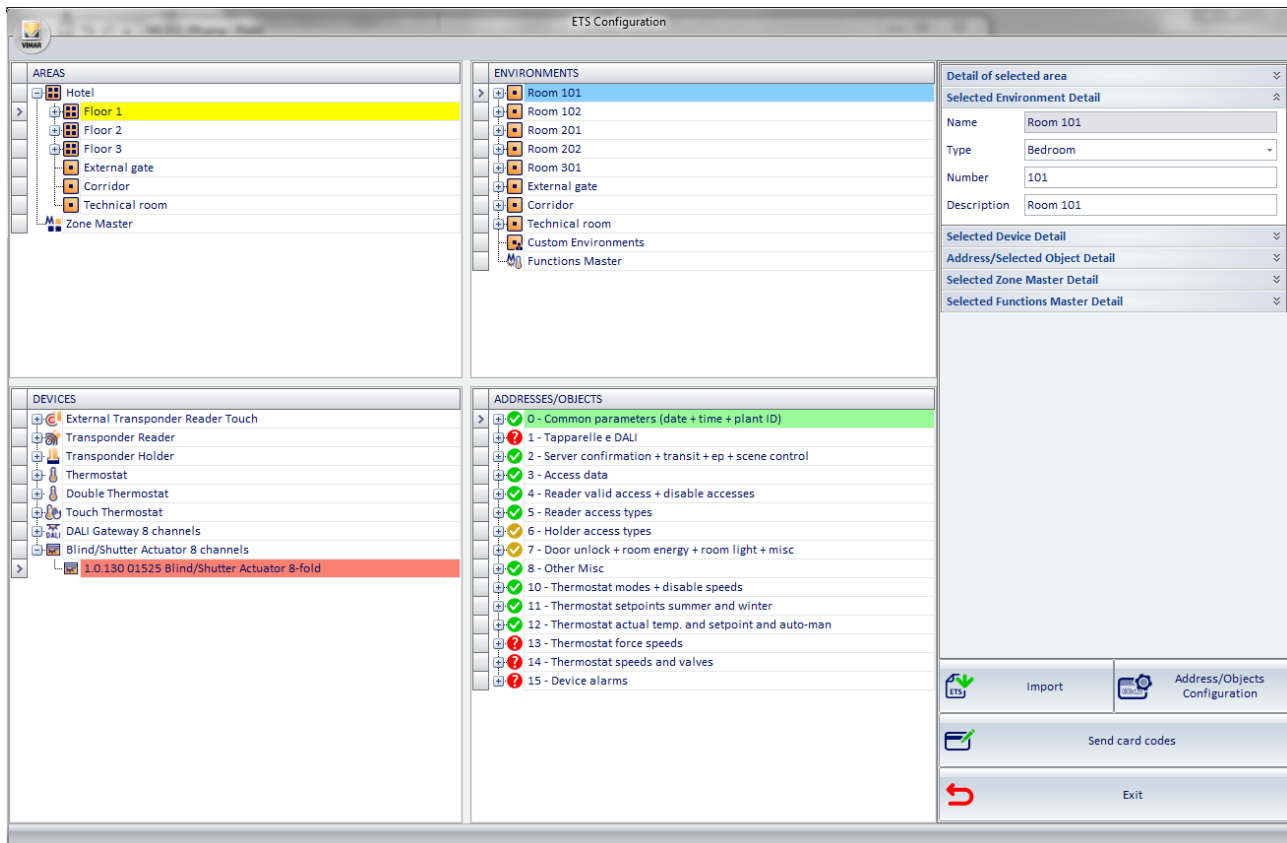 ETS Configuration
VIMAR
AREAS
Hotel
Floor 1
Floor 2
Floor 3
External gate
Corridor
Technical room
Zone Master
ENVIRONMENTS
Room 101
Room 102
Room 201
Room 202
Room 301
External gate
Corridor
Technical room
Custom Environments
Functions Master
Detail of selected area
Selected Environment Detail
Name Room 101
Type Bedroom
Number 101
Description Room 101
Selected Device Detail
Address/Selected Object Detail
Selected Zone Master Detail
Selected Functions Master Detail
DEVICES
External Transponder Reader Touch
Transponder Reader
Transponder Holder
Thermostat
Double Thermostat
Touch Thermostat
DALI Gateway 8 channels
Blind/Shutter Actuator 8 channels
1.0.130 01525 Blind/Shutter Actuator 8-fold
ADDRESSES/OBJECTS
0 - Common parameters (date + time + plant ID)
1 - Tapparelle e DALI
2 - Server confirmation + transit + ep + scene control
3 - Access data
4 - Reader valid access + disable accesses
5 - Reader access types
6 - Holder access types
7 - Door unlock + room energy + room light + misc
8 - Other Misc
10 - Thermostat modes + disable speeds
11 - Thermostat setpoints summer and winter
12 - Thermostat actual temp. and setpoint and auto-man
13 - Thermostat force speeds
14 - Thermostat speeds and valves
15 - Device alarms
ETS
Import
Address/Objects
Configuration
Send card codes
Exit